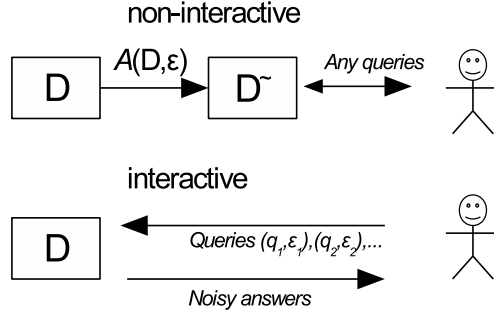 non-interactive
A(D,ε)
D
D~
Any queries
interactive
D
Queries (q₁,ε₁),(q₂,ε₂),...
Noisy answers